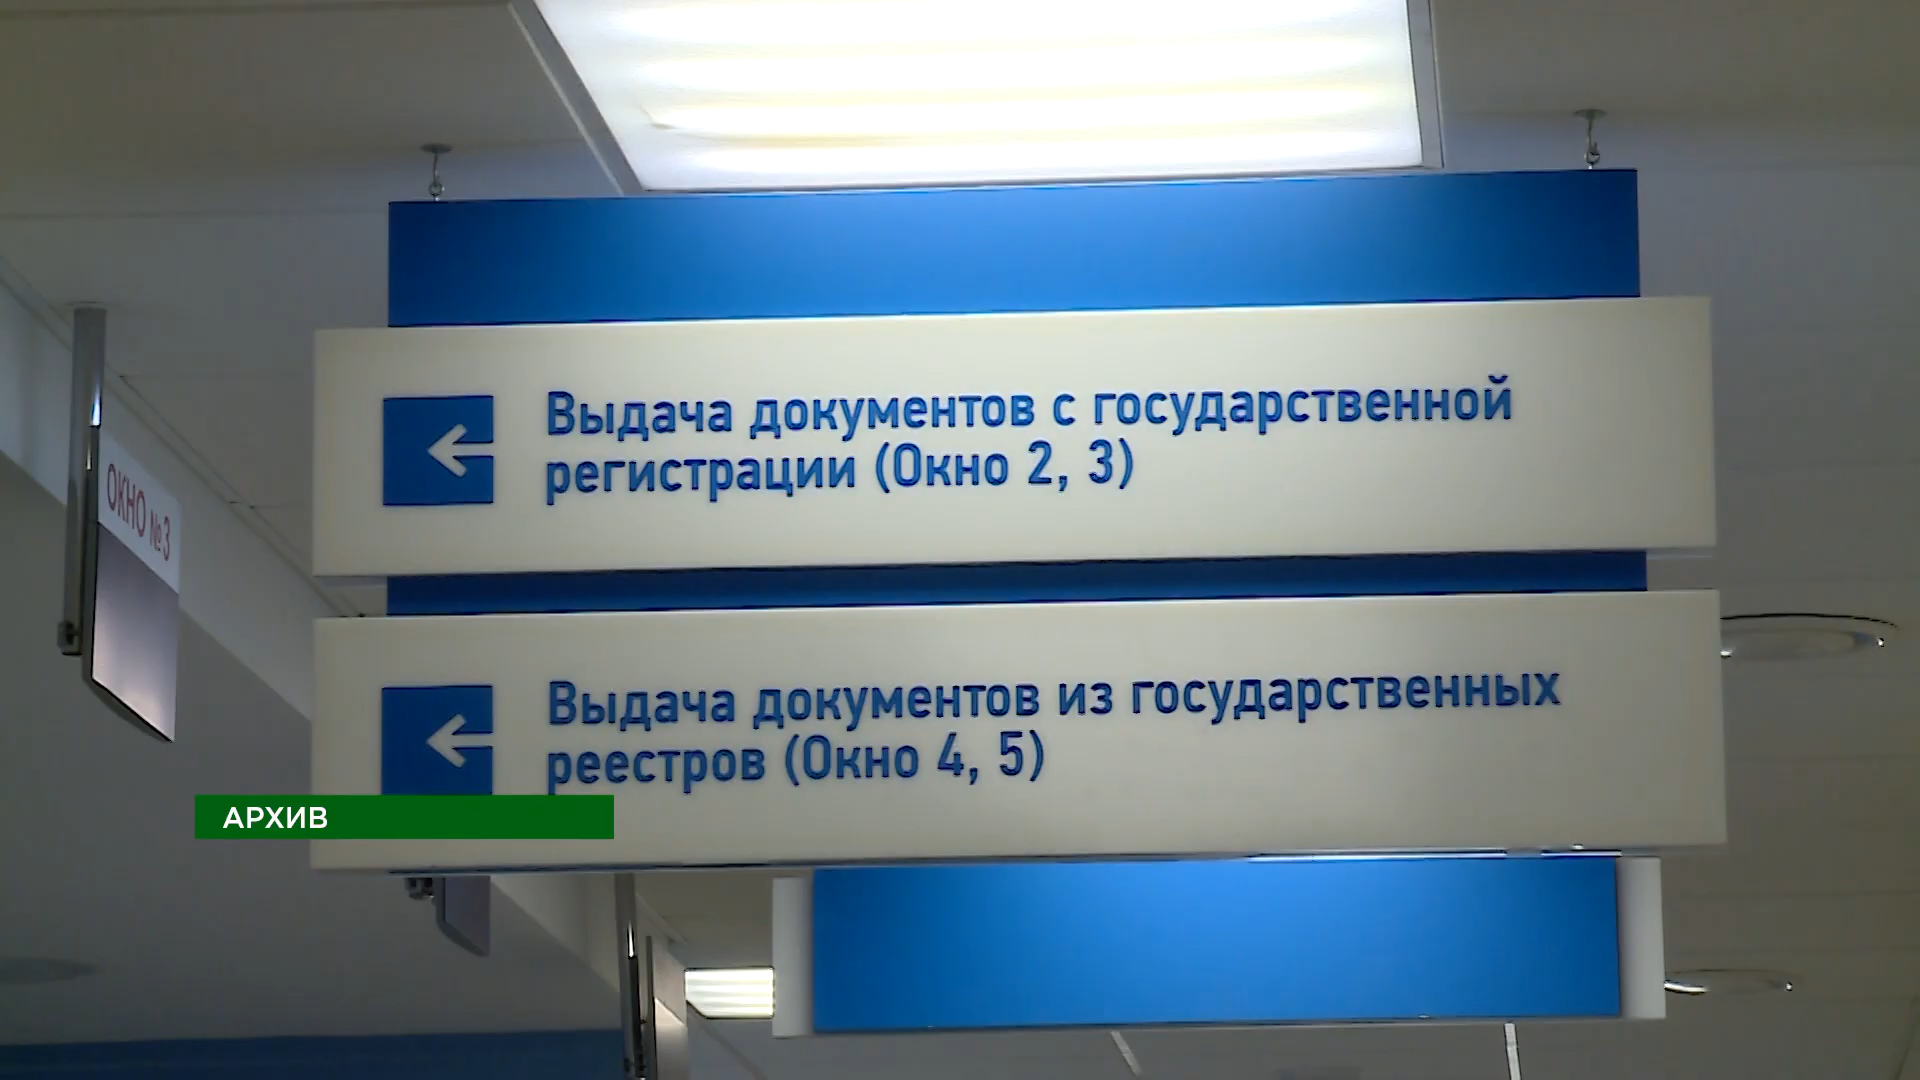 Выдача документов с государственной
регистрации (Окно 2, 3)
ОКНО №3
Выдача документов из государственных
реестров (Окно 4, 5)
АРХИВ